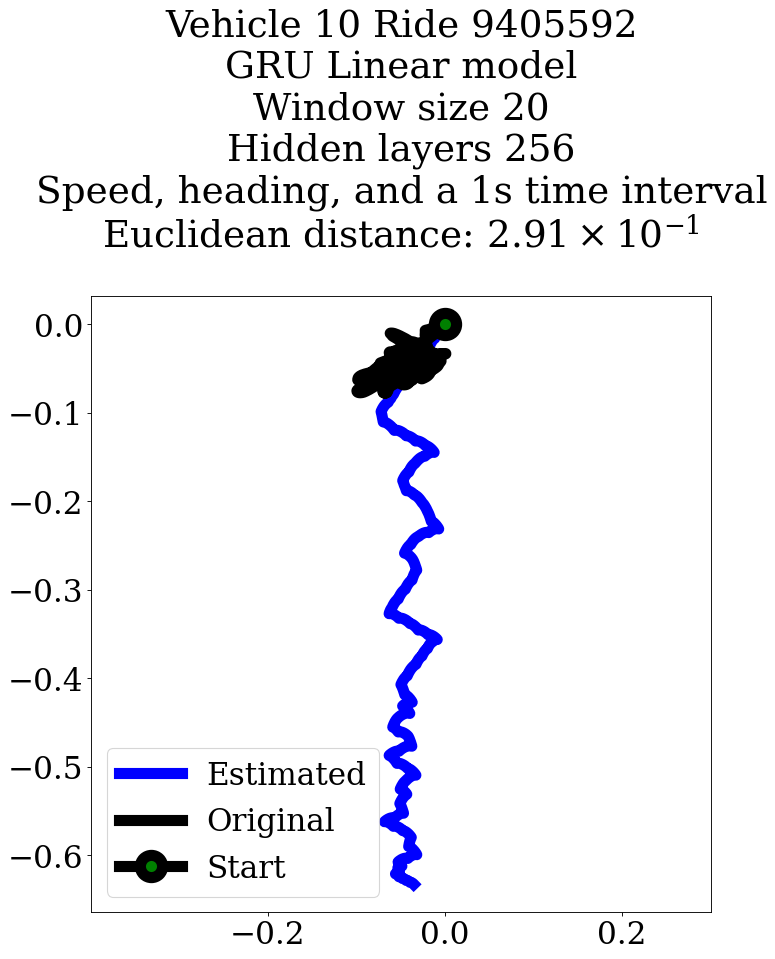 Vehicle 10 Ride 9405592
GRU Linear model
Window size 20
Hidden layers 256
Speed, heading, and a 1s time interval
Euclidean distance: 2.91 × 10⁻¹
0.0
−0.1
−0.2
−0.3
−0.4
−0.5
−0.6
Estimated
Original
Start
−0.2
0.0
0.2